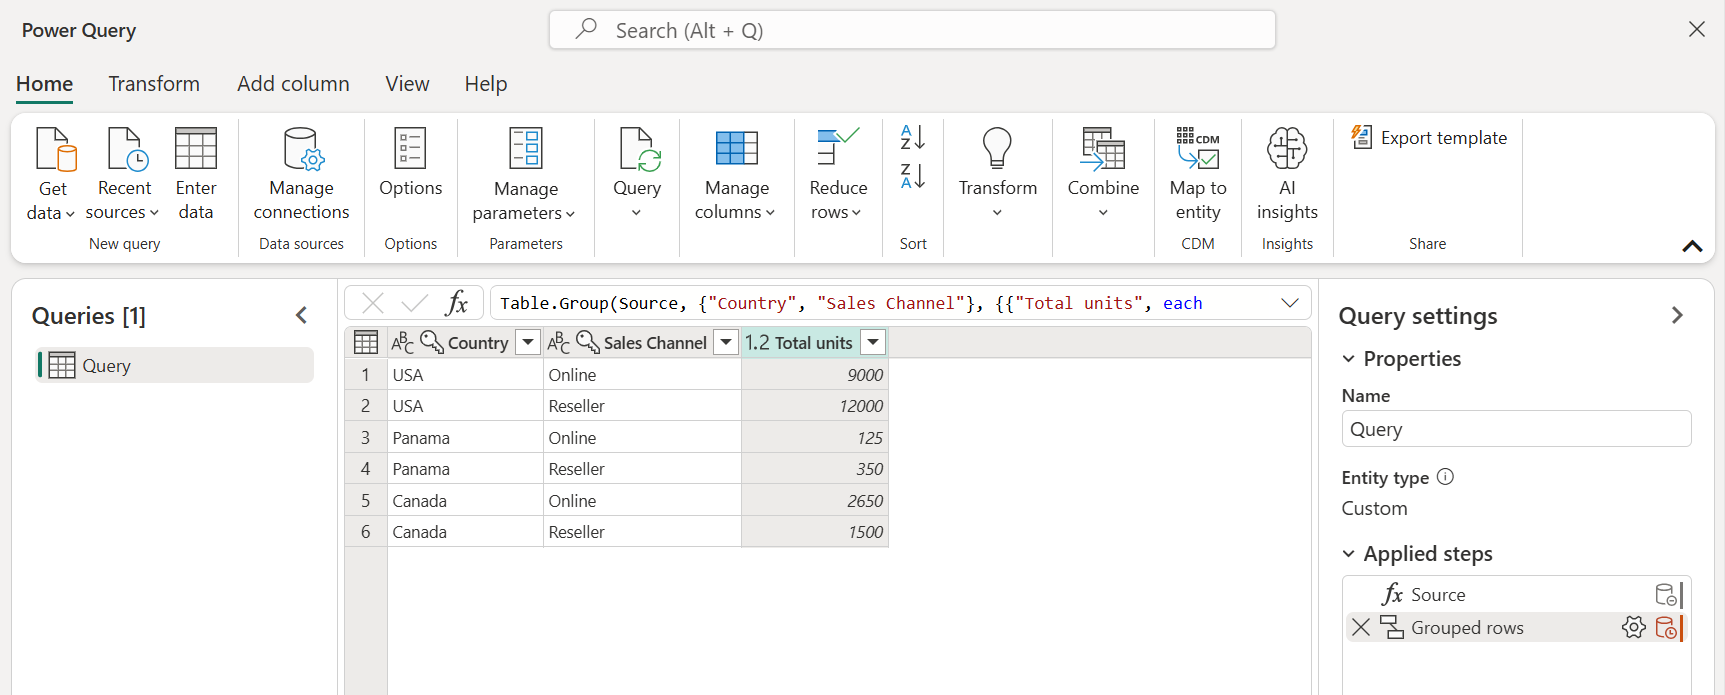 Power Query
Search (Alt + Q)
Home Transform Add column View Help
Get data
Recent sources
Enter data
New query
Manage connections
Data sources
Options
Options
Manage parameters
Parameters
Query
Manage columns
Reduce rows
A Z
Z A
Sort
Transform
Combine
CDM
Map to entity
CDM
AI insights
Insights
Export template
Share
Queries [1]
Query
fx Table.Group(Source, {"Country", "Sales Channel"}, {{"Total units", each
ABC Country ABC Sales Channel 1.2 Total units
1 USA Online 9000
2 USA Reseller 12000
3 Panama Online 125
4 Panama Reseller 350
5 Canada Online 2650
6 Canada Reseller 1500
Query settings
Properties
Name
Query
Entity type
Custom
Applied steps
fx Source
Grouped rows